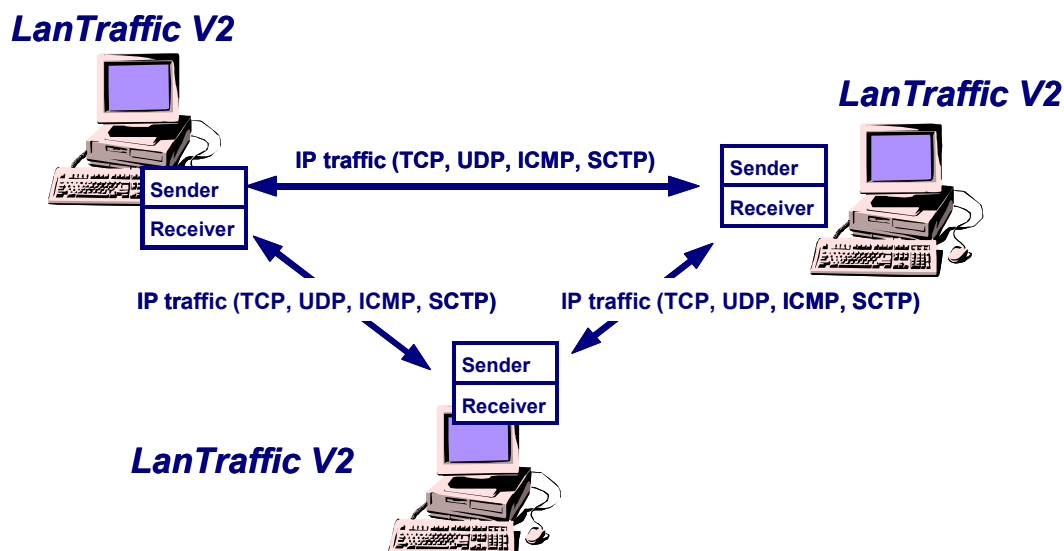 LanTraffic V2
LanTraffic V2
IP traffic (TCP, UDP, ICMP, SCTP)
Sender
Receiver
Sender
Receiver
IP traffic (TCP, UDP, ICMP, SCTP)
IP traffic (TCP, UDP, ICMP, SCTP)
Sender
Receiver
LanTraffic V2